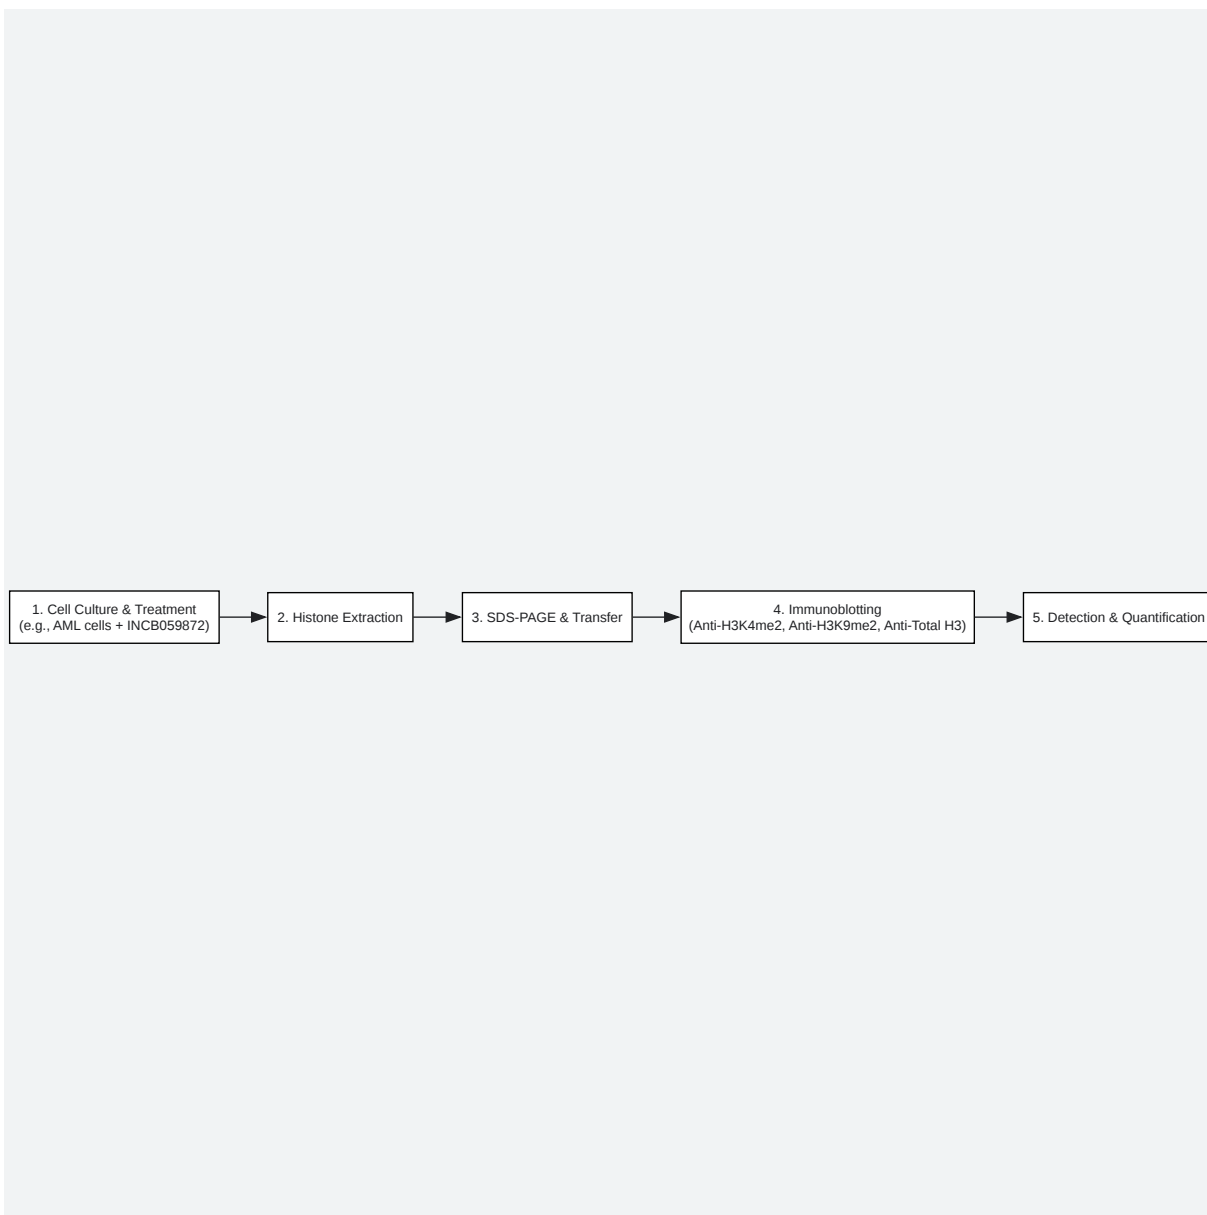 1. Cell Culture & Treatment
(e.g., AML cells + INCB059872)
2. Histone Extraction
3. SDS-PAGE & Transfer
4. Immunoblotting
(Anti-H3K4me2, Anti-H3K9me2, Anti-Total H3)
5. Detection & Quantification